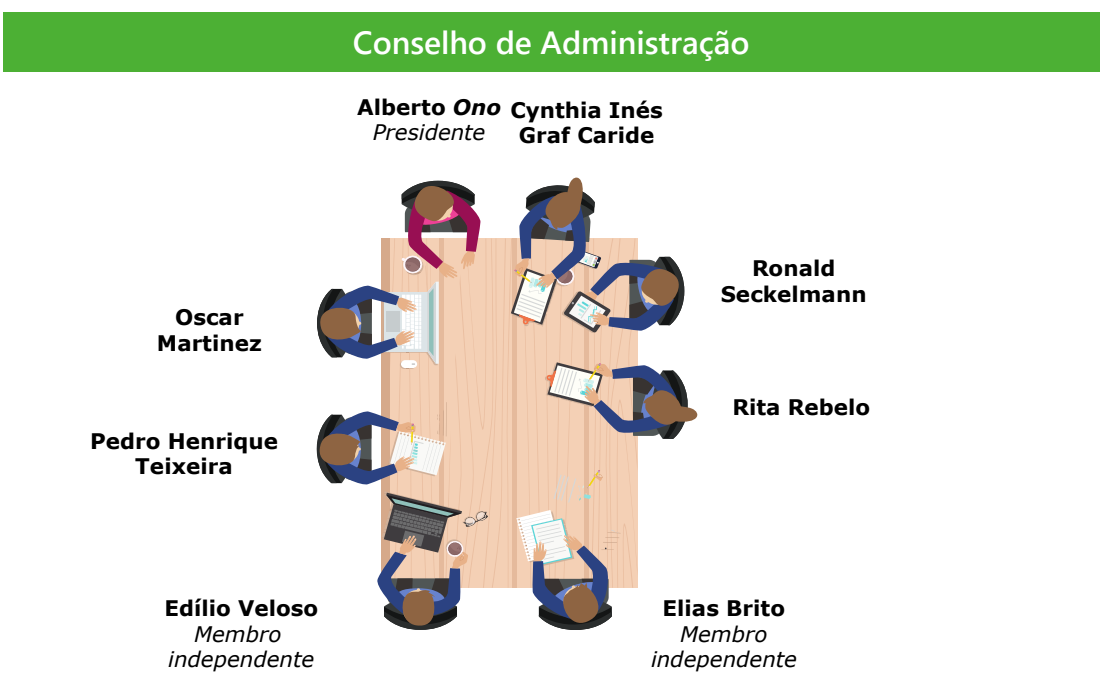 Conselho de Administração
Alberto Ono
Presidente
Cynthia Inés
Graf Caride
Ronald
Seckelmann
Oscar
Martinez
Rita Rebelo
Pedro Henrique
Teixeira
Edílio Veloso
Membro
independente
Elias Brito
Membro
independente